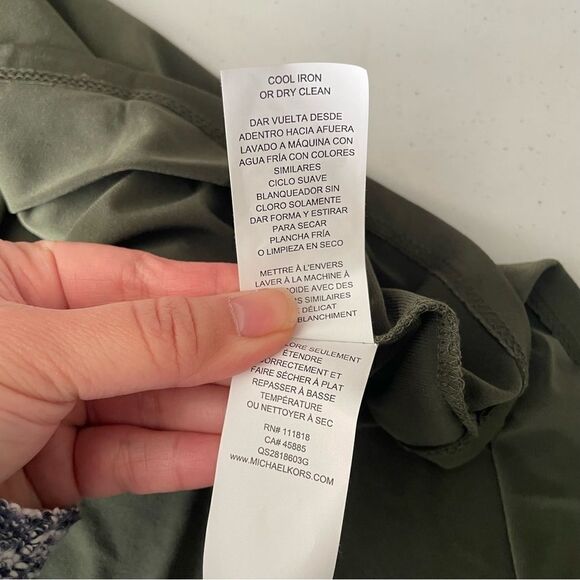 COOL IRON
OR DRY CLEAN
DAR VUELTA DESDE
ADENTRO HACIA AFUERA
LAVADO A MÁQUINA CON
AGUA FRÍA CON COLORES
SIMILARES
CICLO SUAVE
BLANQUEADOR SIN
CLORO SOLAMENTE
DAR FORMA Y ESTIRAR
PARA SECAR
PLANCHA FRÍA
O LIMPIEZA EN SECO
METTRE À L'ENVERS
LAVER À LA MACHINE À
AVEC DES
SIMILAIRES
DÉLICAT
BLANCHIMENT
SEULEMENT
ÉTENDRE
CORRECTEMENT ET
FAIRE SÉCHER À PLAT
REPASSER À BASSE
TEMPÉRATURE
OU NETTOYER À SEC
RN# 111818
CA# 45885
QS2818603G
WWW.MICHAELKORS.COM